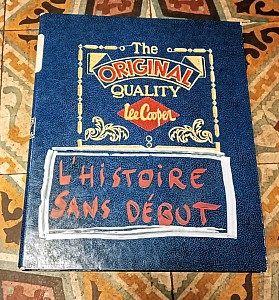 The
ORIGINAL
QUALITY
Lee Cooper
L'HISTOIRE
SANS DÉBUT